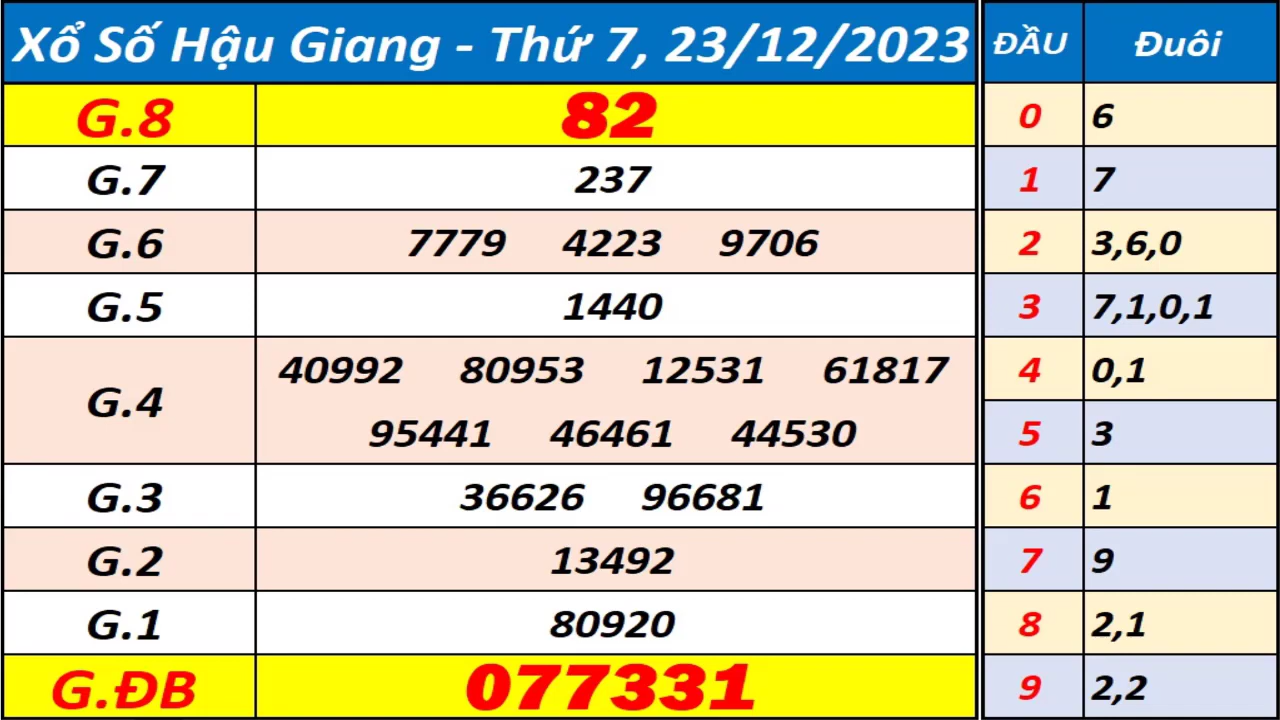 Xổ Số Hậu Giang - Thứ 7, 23/12/2023
G.8 82
G.7 237
G.6 7779 4223 9706
G.5 1440
G.4 40992 80953 12531 61817
95441 46461 44530
G.3 36626 96681
G.2 13492
G.1 80920
G.ĐB 077331
ĐẦU Đuôi
0 6
1 7
2 3,6,0
3 7,1,0,1
4 0,1
5 3
6 1
7 9
8 2,1
9 2,2